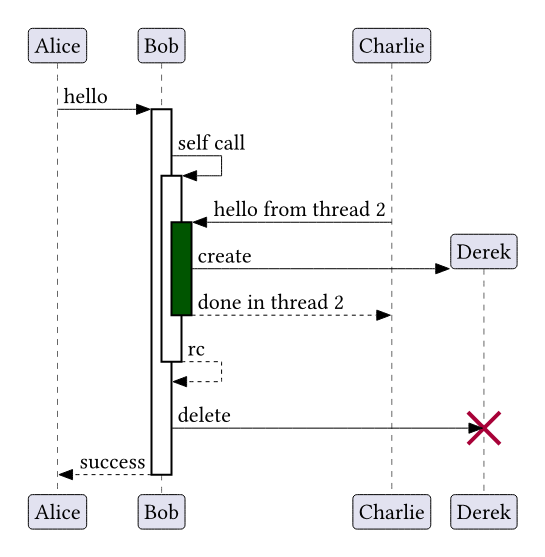 Alice
Bob
Charlie
hello
self call
hello from thread 2
Derek
create
done in thread 2
rc
delete
success
Alice
Bob
Charlie
Derek